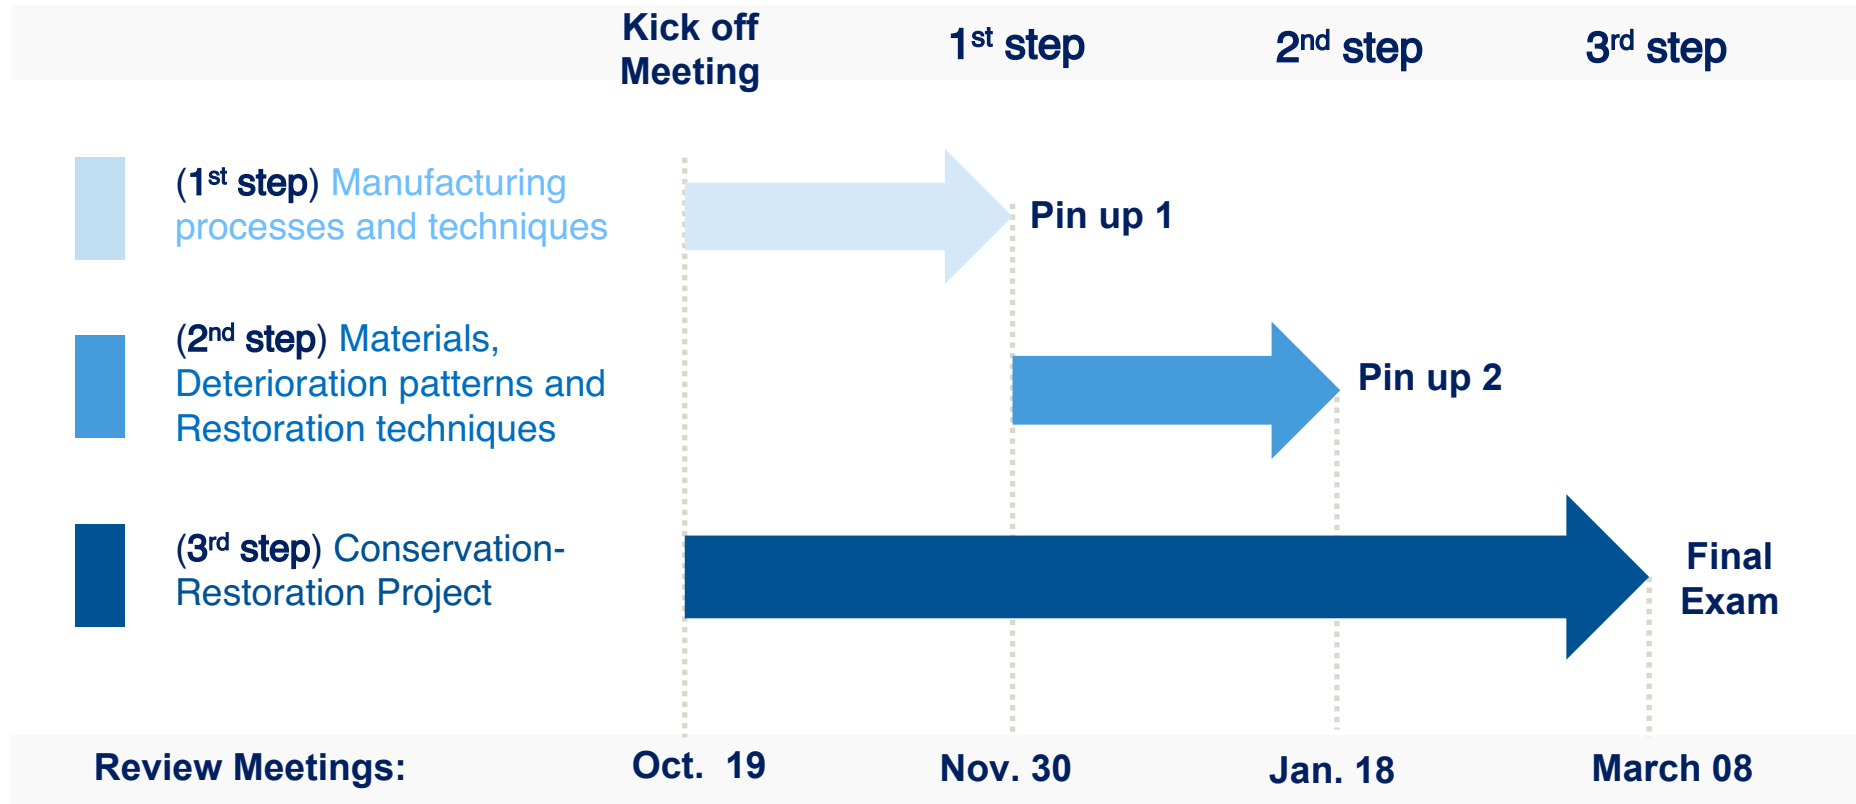 Kick off
Meeting
1st step
2nd step
3rd step
(1st step) Manufacturing
processes and techniques
Pin up 1
(2nd step) Materials,
Deterioration patterns and
Restoration techniques
Pin up 2
(3rd step) Conservation-
Restoration Project
Final
Exam
Review Meetings:
Oct. 19
Nov. 30
Jan. 18
March 08